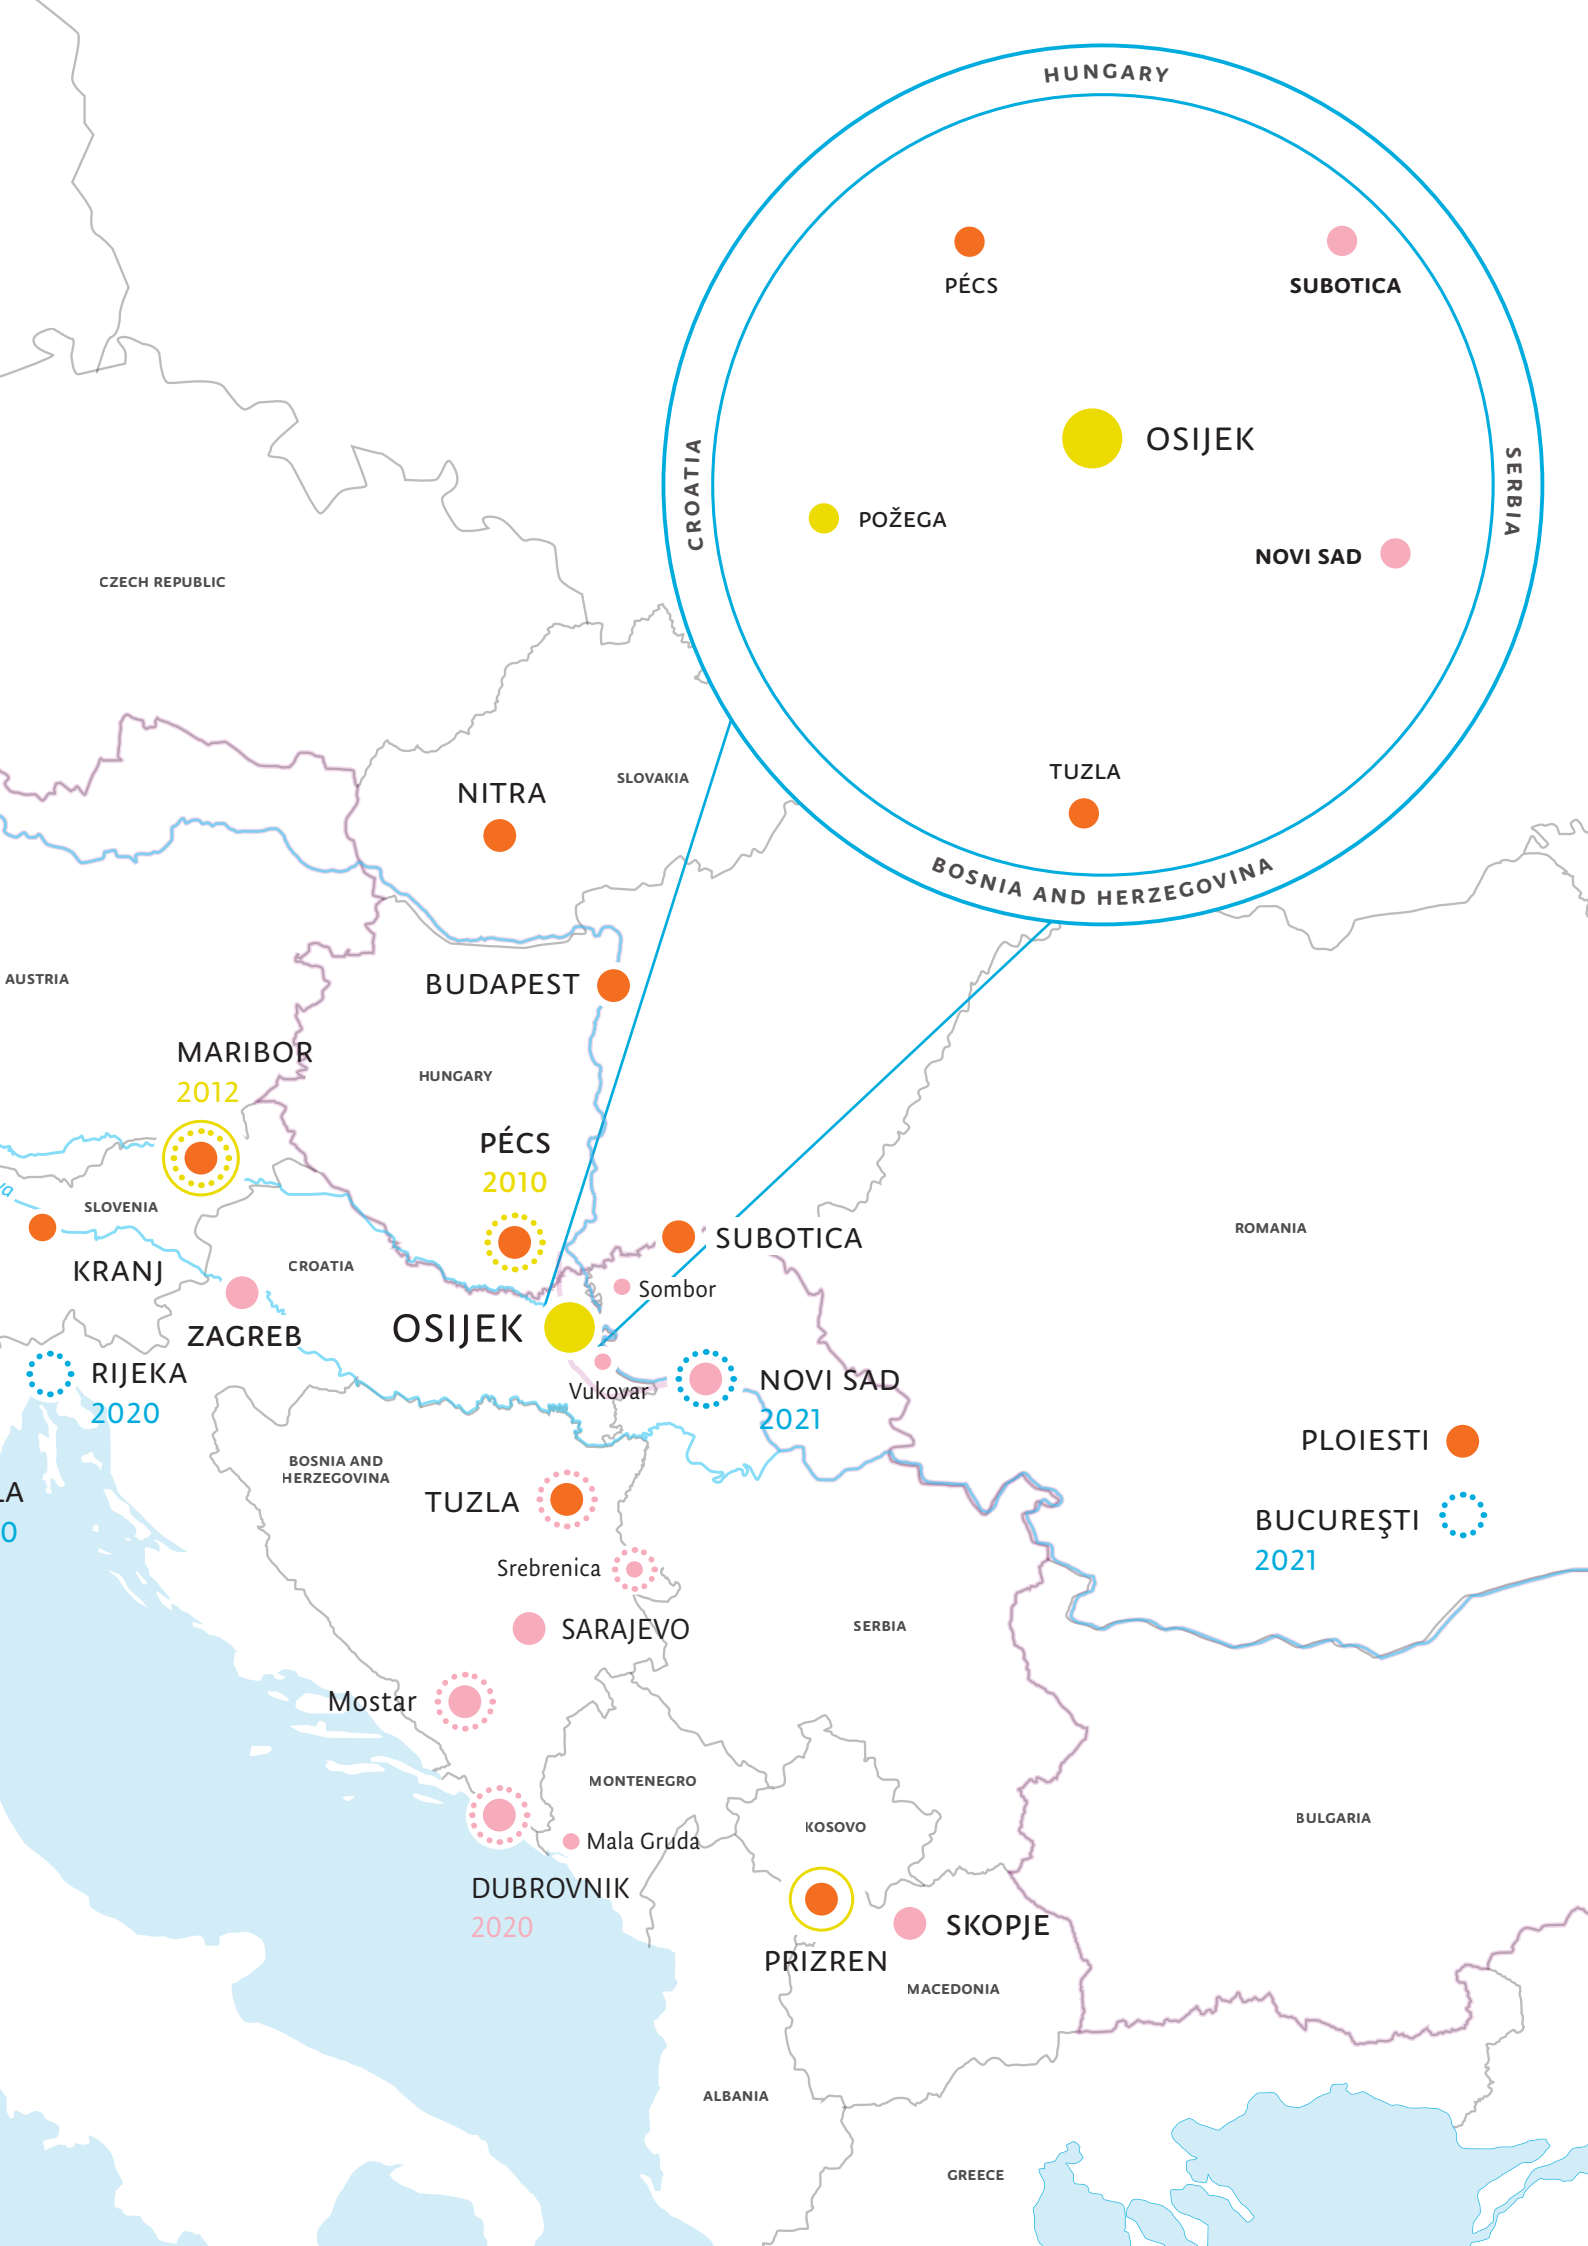 HUNGARY
PÉCS
SUBOTICA
CROATIA
OSIJEK
SERBIA
POŽEGA
NOVI SAD
TUZLA
BOSNIA AND HERZEGOVINA
CZECH REPUBLIC
SLOVAKIA
NITRA
AUSTRIA
BUDAPEST
HUNGARY
MARIBOR
2012
PÉCS
2010
SLOVENIA
KRANJ
CROATIA
SUBOTICA
ROMANIA
Sombor
OSIJEK
ZAGREB
RIJEKA
2020
Vukovar
NOVI SAD
2021
PLOIESTI
BUCUREŞTI
2021
BOSNIA AND
HERZEGOVINA
LA
0
TUZLA
Srebrenica
SARAJEVO
SERBIA
Mostar
MONTENEGRO
KOSOVO
BULGARIA
Mala Gruda
DUBROVNIK
2020
SKOPJE
PRIZREN
MACEDONIA
ALBANIA
GREECE